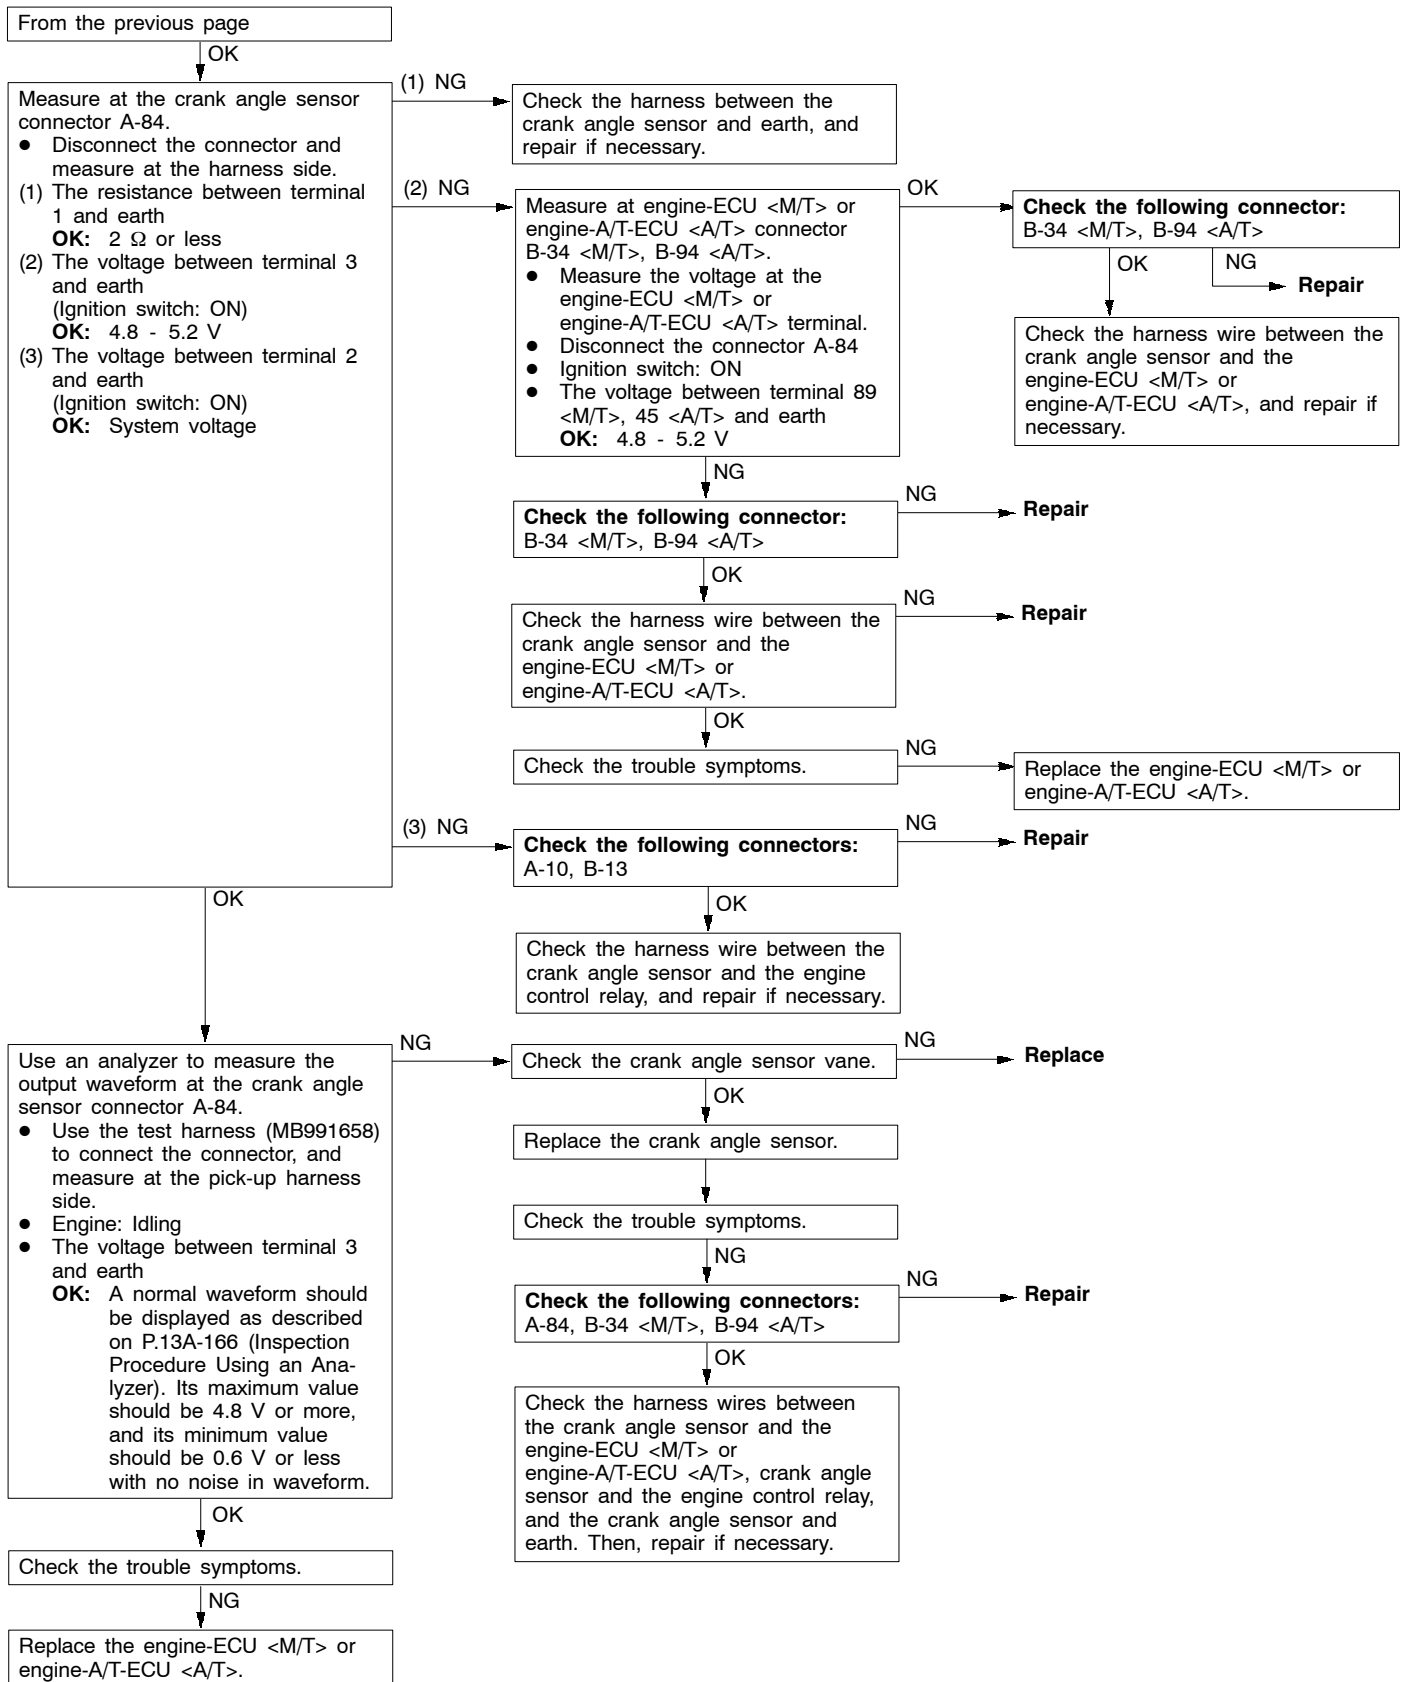 From the previous page
OK
Measure at the crank angle sensor
connector A-84.
● Disconnect the connector and
measure at the harness side.
(1) The resistance between terminal
1 and earth
OK: 2 Ω or less
(2) The voltage between terminal 3
and earth
(Ignition switch: ON)
OK: 4.8 - 5.2 V
(3) The voltage between terminal 2
and earth
(Ignition switch: ON)
OK: System voltage
(1) NG
Check the harness between the
crank angle sensor and earth, and
repair if necessary.
(2) NG
Measure at engine-ECU <M/T> or
engine-A/T-ECU <A/T> connector
B-34 <M/T>, B-94 <A/T>.
● Measure the voltage at the
engine-ECU <M/T> or
engine-A/T-ECU <A/T> terminal.
● Disconnect the connector A-84
● Ignition switch: ON
● The voltage between terminal 89
<M/T>, 45 <A/T> and earth
OK: 4.8 - 5.2 V
OK
Check the following connector:
B-34 <M/T>, B-94 <A/T>
OK
NG
Repair
Check the harness wire between the
crank angle sensor and the
engine-ECU <M/T> or
engine-A/T-ECU <A/T>, and repair if
necessary.
NG
Check the following connector:
B-34 <M/T>, B-94 <A/T>
NG
Repair
OK
Check the harness wire between the
crank angle sensor and the
engine-ECU <M/T> or
engine-A/T-ECU <A/T>.
NG
Repair
OK
Check the trouble symptoms.
NG
Replace the engine-ECU <M/T> or
engine-A/T-ECU <A/T>.
(3) NG
Check the following connectors:
A-10, B-13
NG
Repair
OK
Check the harness wire between the
crank angle sensor and the engine
control relay, and repair if necessary.
OK
Use an analyzer to measure the
output waveform at the crank angle
sensor connector A-84.
● Use the test harness (MB991658)
to connect the connector, and
measure at the pick-up harness
side.
● Engine: Idling
● The voltage between terminal 3
and earth
OK: A normal waveform should
be displayed as described
on P.13A-166 (Inspection
Procedure Using an Ana-
lyzer). Its maximum value
should be 4.8 V or more,
and its minimum value
should be 0.6 V or less
with no noise in waveform.
NG
Check the crank angle sensor vane.
NG
Replace
OK
Replace the crank angle sensor.
Check the trouble symptoms.
NG
Check the following connectors:
A-84, B-34 <M/T>, B-94 <A/T>
NG
Repair
OK
Check the harness wires between
the crank angle sensor and the
engine-ECU <M/T> or
engine-A/T-ECU <A/T>, crank angle
sensor and the engine control relay,
and the crank angle sensor and
earth. Then, repair if necessary.
OK
Check the trouble symptoms.
NG
Replace the engine-ECU <M/T> or
engine-A/T-ECU <A/T>.